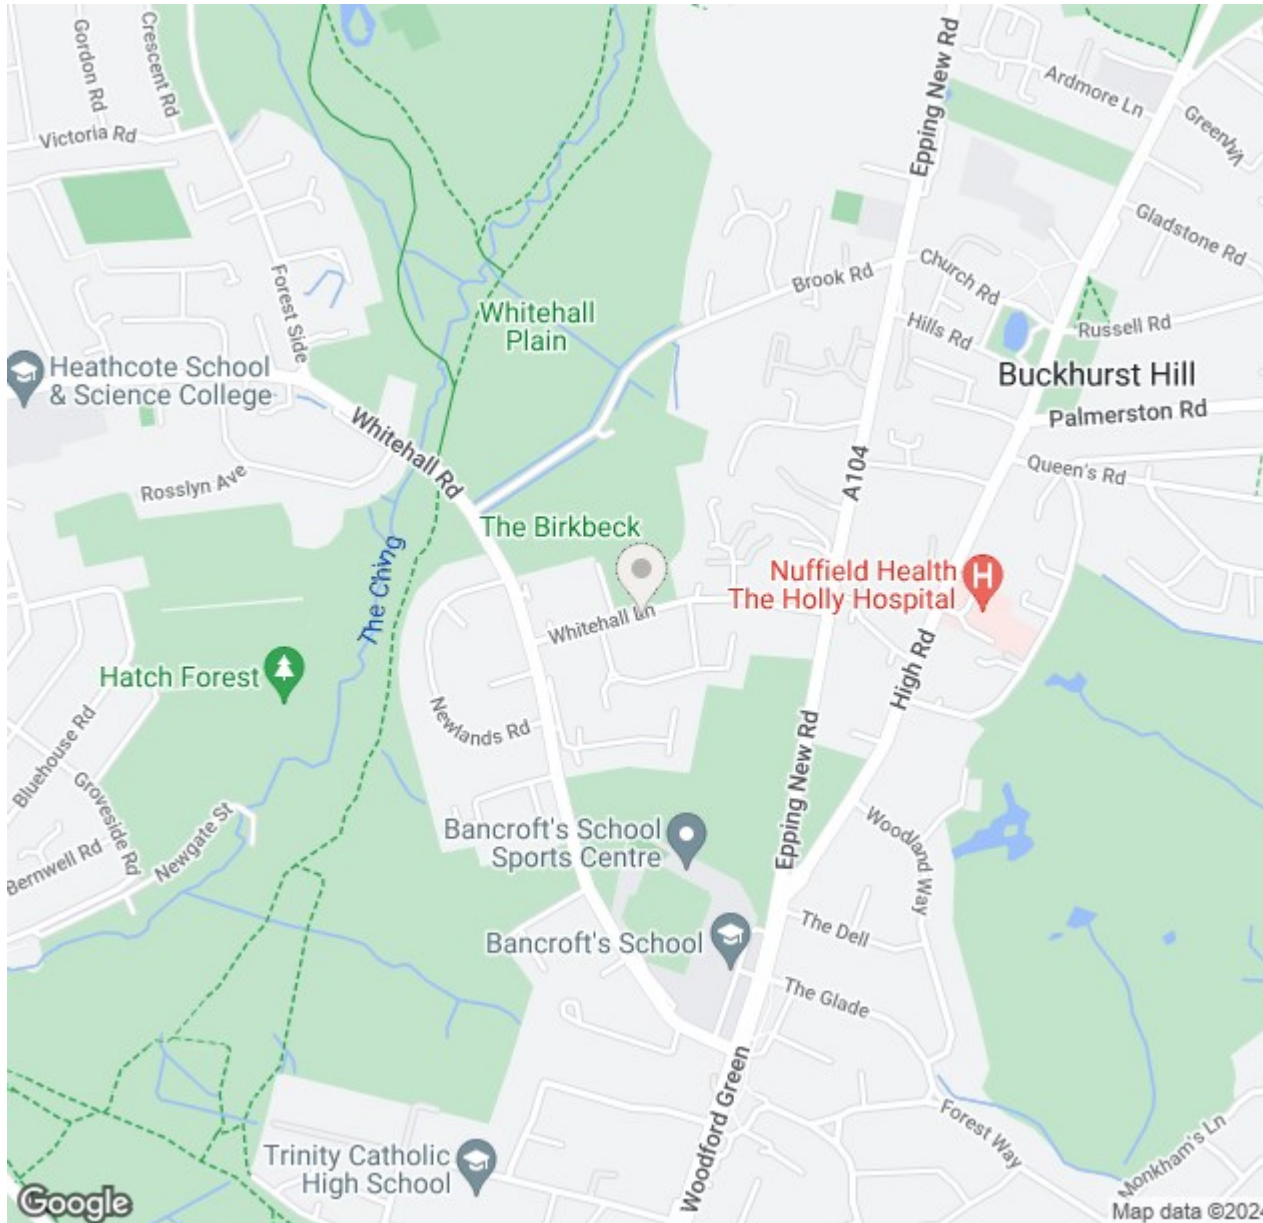 Gordon Rd
Crescent Rd
Epping New Rd
Ardmore Ln
Victoria Rd
Greenhill
Gladstone Rd
Forest Side
Brook Rd
Church Rd
Whitehall
Plain
Hills Rd
Russell Rd
Heathcote School
& Science College
Buckhurst Hill
Whitehall Rd
Palmerston Rd
Rosslyn Ave
A104
Queen's Rd
The Birkbeck
The Ching
Nuffield Health
The Holly Hospital
H
Whitehall Ln
Hatch Forest
High Rd
Newlands Rd
Bluehouse Rd
Epping New Rd
Groveside Rd
Newgate St
Bernwell Rd
Bancroft's School
Sports Centre
Woodland Way
Bancroft's School
The Dell
The Glade
Woodford Green
Forest Way
Monkham's Ln
Trinity Catholic
High School
Google
Map data ©2024